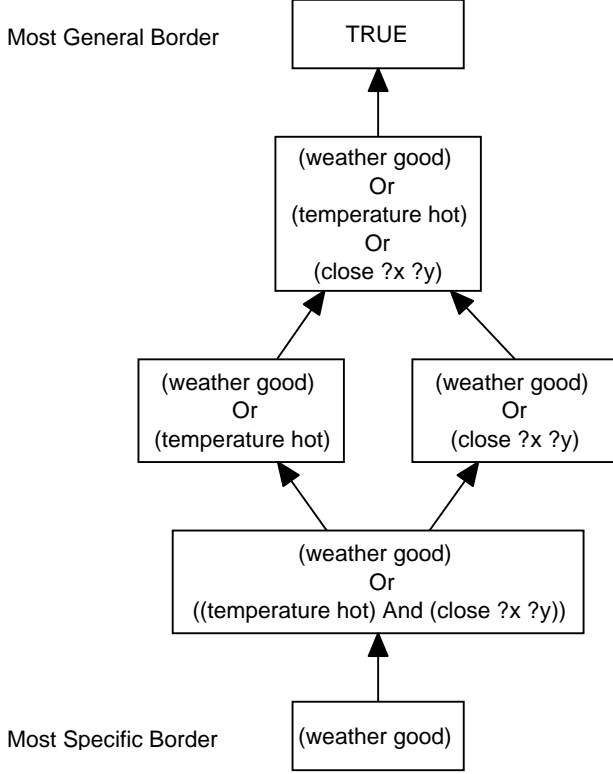 Most General Border
TRUE
(weather good)
Or
(temperature hot)
Or
(close ?x ?y)
(weather good)
Or
(temperature hot)
(weather good)
Or
(close ?x ?y)
(weather good)
Or
((temperature hot) And (close ?x ?y))
Most Specific Border
(weather good)